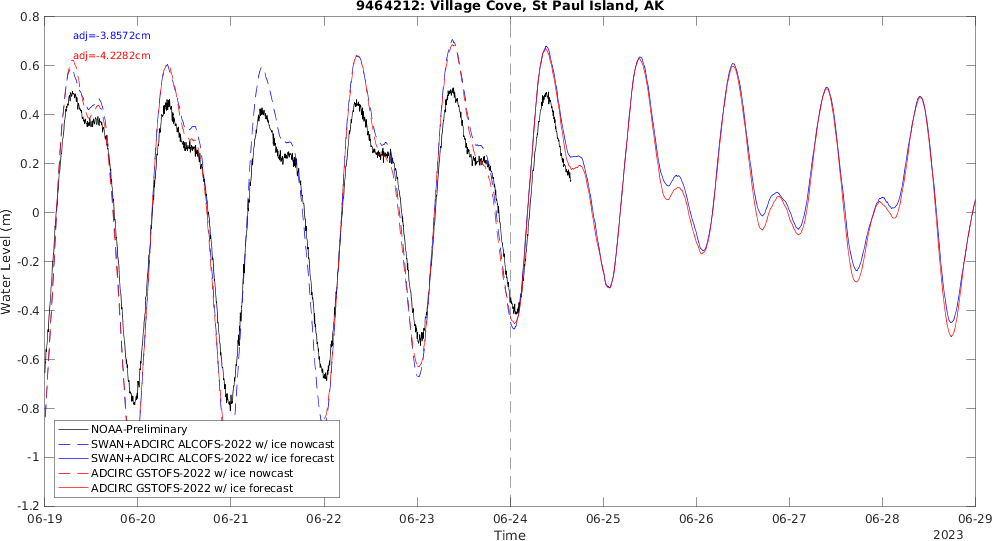 9464212: Village Cove, St Paul Island, AK
adj=-3.8572cm
adj=-4.2282cm
Water Level (m)
0.8
0.6
0.4
0.2
0
-0.2
-0.4
-0.6
-0.8
-1
-1.2
NOAA-Preliminary
SWAN+ADCIRC ALCOFS-2022 w/ ice nowcast
SWAN+ADCIRC ALCOFS-2022 w/ ice forecast
ADCIRC GSTOFS-2022 w/ ice nowcast
ADCIRC GSTOFS-2022 w/ ice forecast
06-19 06-20 06-21 06-22 06-23 06-24 06-25 06-26 06-27 06-28 06-29
Time
2023